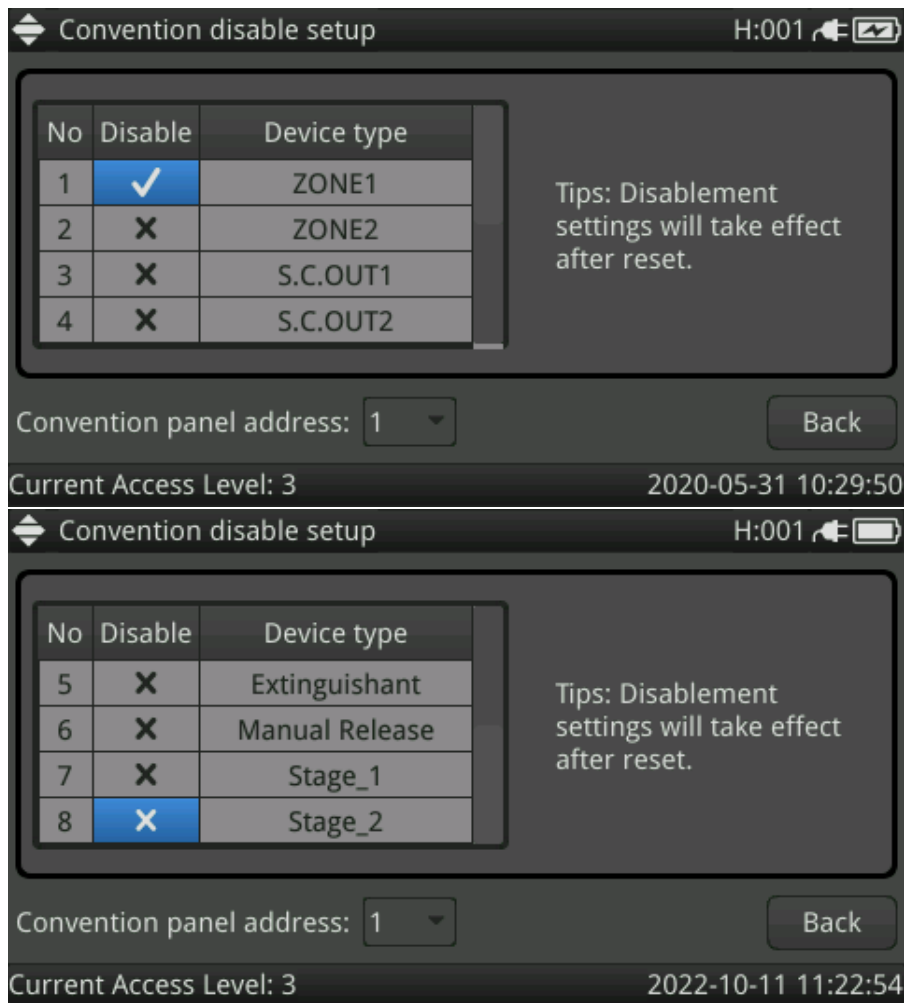 Convention disable setup H:001
No Disable Device type
1 ZONE1
2 ZONE2
3 S.C.OUT1
4 S.C.OUT2
Tips: Disablement
settings will take effect
after reset.
Convention panel address: 1
Back
Current Access Level: 3 2020-05-31 10:29:50
Convention disable setup H:001
No Disable Device type
5 Extinguishant
6 Manual Release
7 Stage_1
8 Stage_2
Tips: Disablement
settings will take effect
after reset.
Convention panel address: 1
Back
Current Access Level: 3 2022-10-11 11:22:54